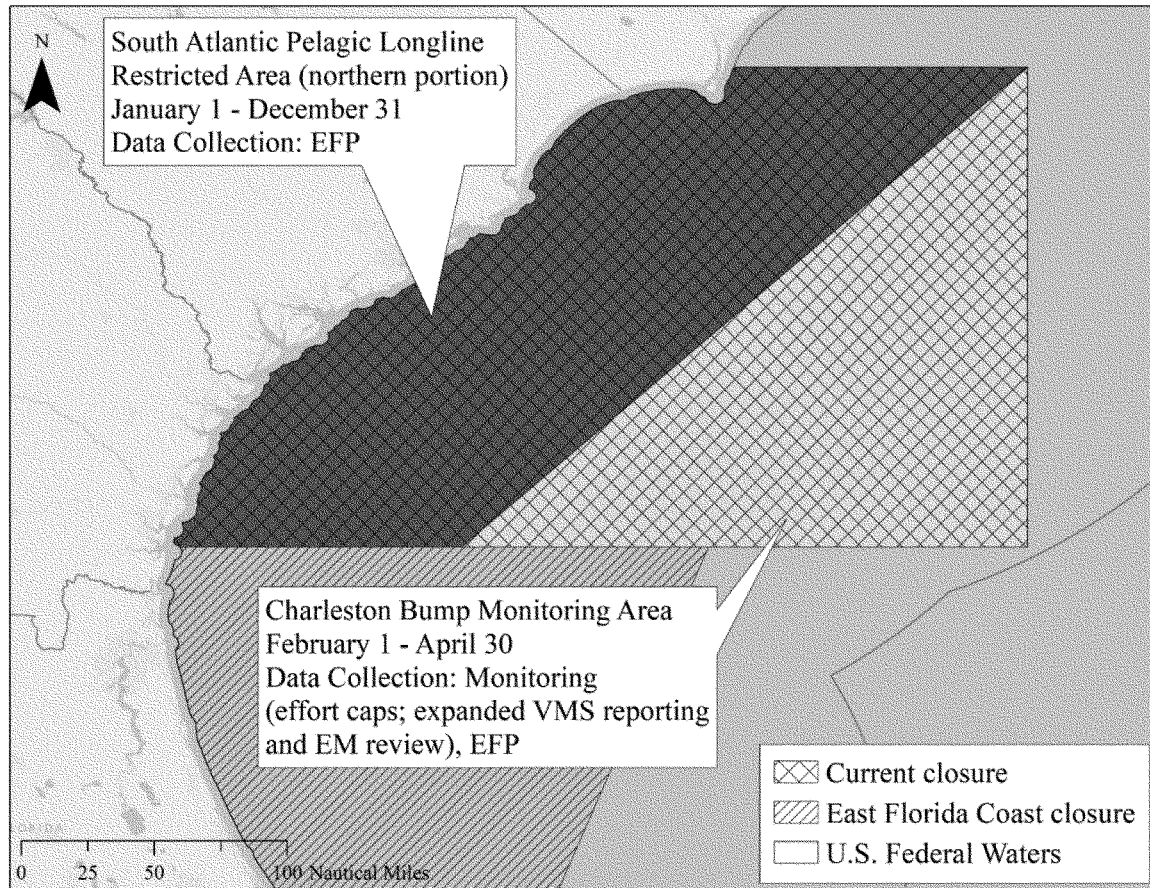 N
South Atlantic Pelagic Longline
Restricted Area (northern portion)
January 1 - December 31
Data Collection: EFP
Charleston Bump Monitoring Area
February 1 - April 30
Data Collection: Monitoring
(effort caps; expanded VMS reporting
and EM review), EFP
Current closure
East Florida Coast closure
U.S. Federal Waters
0 25 50 100 Nautical Miles